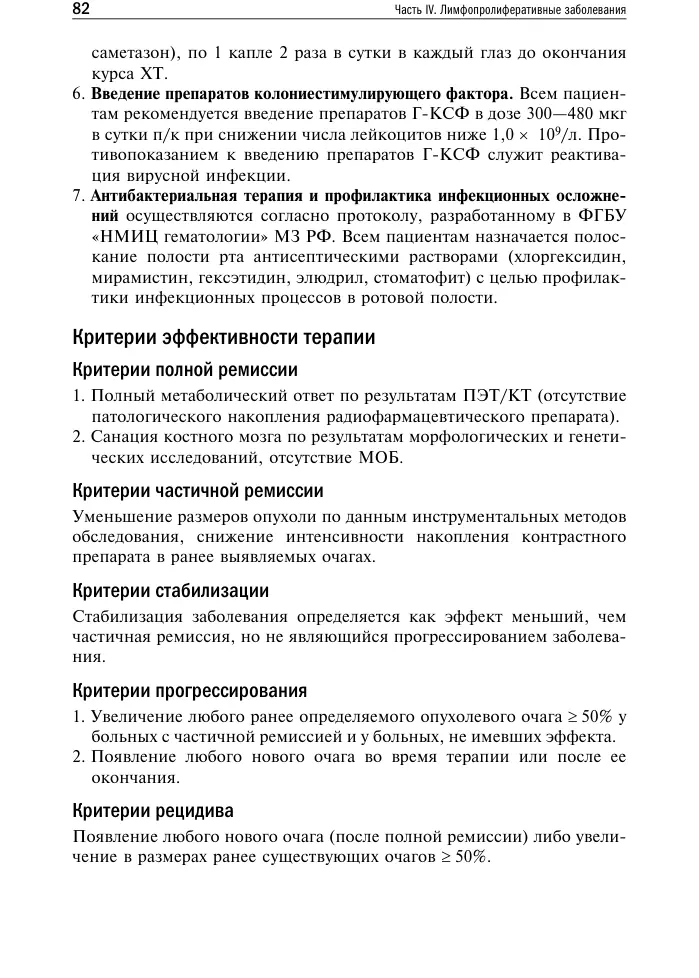 82
Часть IV. Лимфопролиферативные заболевания
саметазон), по 1 капле 2 раза в сутки в каждый глаз до окончания
курса ХТ.
6. Введение препаратов колониестимулирующего фактора. Всем пациен-
там рекомендуется введение препаратов Г-КСФ в дозе 300—480 мкг
в сутки п/к при снижении числа лейкоцитов ниже 1,0 × 10⁹/л. Про-
тивопоказанием к введению препаратов Г-КСФ служит реактива-
ция вирусной инфекции.
7. Антибактериальная терапия и профилактика инфекционных осложне-
ний осуществляются согласно протоколу, разработанному в ФГБУ
«НМИЦ гематологии» МЗ РФ. Всем пациентам назначается полос-
кание полости рта антисептическими растворами (хлоргексидин,
мирамистин, гексэтидин, элюдрил, стоматофит) с целью профилак-
тики инфекционных процессов в ротовой полости.
Критерии эффективности терапии
Критерии полной ремиссии
1. Полный метаболический ответ по результатам ПЭТ/КТ (отсутствие
патологического накопления радиофармацевтического препарата).
2. Санация костного мозга по результатам морфологических и генети-
ческих исследований, отсутствие МОБ.
Критерии частичной ремиссии
Уменьшение размеров опухоли по данным инструментальных методов
обследования, снижение интенсивности накопления контрастного
препарата в ранее выявляемых очагах.
Критерии стабилизации
Стабилизация заболевания определяется как эффект меньший, чем
частичная ремиссия, но не являющийся прогрессированием заболева-
ния.
Критерии прогрессирования
1. Увеличение любого ранее определяемого опухолевого очага ≥ 50% у
больных с частичной ремиссией и у больных, не имевших эффекта.
2. Появление любого нового очага во время терапии или после ее
окончания.
Критерии рецидива
Появление любого нового очага (после полной ремиссии) либо увели-
чение в размерах ранее существующих очагов ≥ 50%.